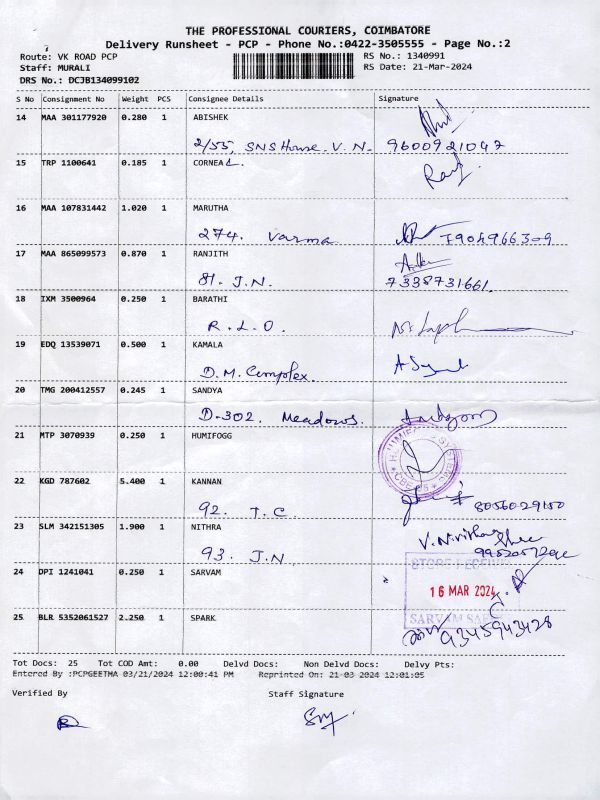 THE PROFESSIONAL COURIERS, COIMBATORE
Delivery Runsheet - PCP - Phone No.:0422-3505555 - Page No.:2
Route: VK ROAD PCP RS No.: 1340991
Staff: MURALI RS Date: 21-Mar-2024
DRS No.: DCJB134099102
S No Consignment No Weight PCS Consignee Details Signature
14 MAA 301177920 0.280 1 ABISHEK
2/55, SNS House. V.N. 9600921047
15 TRP 1100641 0.185 1 CORNEA
16 MAA 107831442 1.020 1 MARUTHA
274. Varma 7904966309
17 MAA 865099573 0.870 1 RANJITH
81. J.N. 7338731661.
18 IXM 3500964 0.250 1 BARATHI
R.L.O.
19 EDQ 13539071 0.500 1 KAMALA
D.M. Complex.
20 TMG 200412557 0.245 1 SANDYA
D-302. Meadows.
21 MTP 3070939 0.250 1 HUMIFOGG
22 KGD 787602 5.400 1 KANNAN
92. T.C. 8056029150
23 SLM 342151305 1.900 1 NITHRA
93. J.N
24 DPI 1241041 0.250 1 SARVAM
16 MAR 2024
25 BLR 5352061527 2.250 1 SPARK
9345943428
Tot Docs: 25 Tot COD Amt: 0.00 Delvd Docs: Non Delvd Docs: Delvy Pts:
Entered By :PCPGEETHA 03/21/2024 12:00:41 PM Reprinted On: 21-03-2024 12:01:05
Verified By Staff Signature